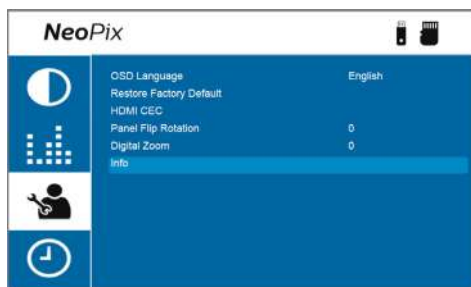 NeoPix
OSD Language English
Restore Factory Default
HDMI CEC
Panel Flip Rotation 0
Digital Zoom 0
Info